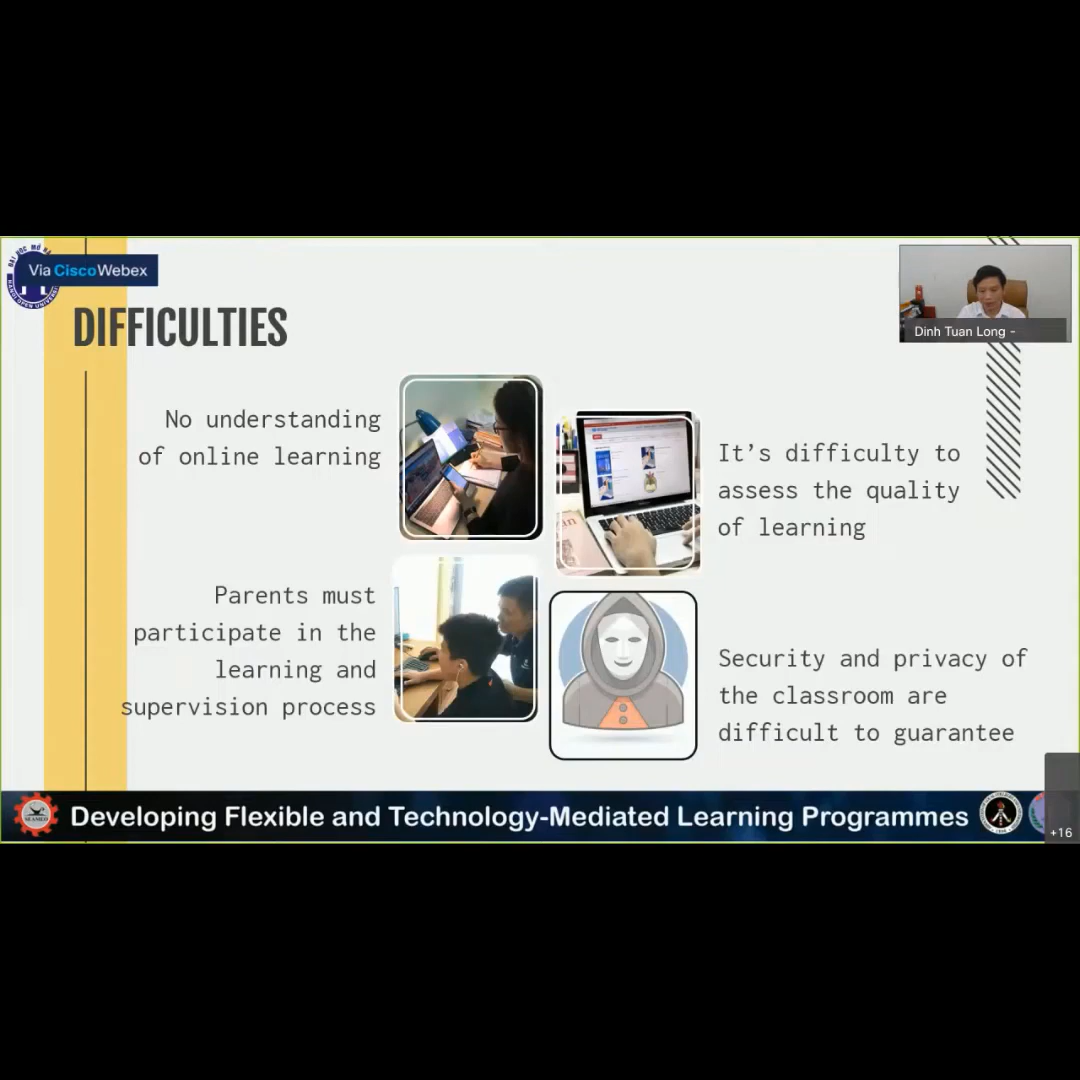 Via CiscoWebex
DIFFICULTIES
Dinh Tuan Long -
No understanding
of online learning
It’s difficulty to
assess the quality
of learning
Parents must
participate in the
learning and
supervision process
Security and privacy of
the classroom are
difficult to guarantee
Developing Flexible and Technology-Mediated Learning Programmes
+16